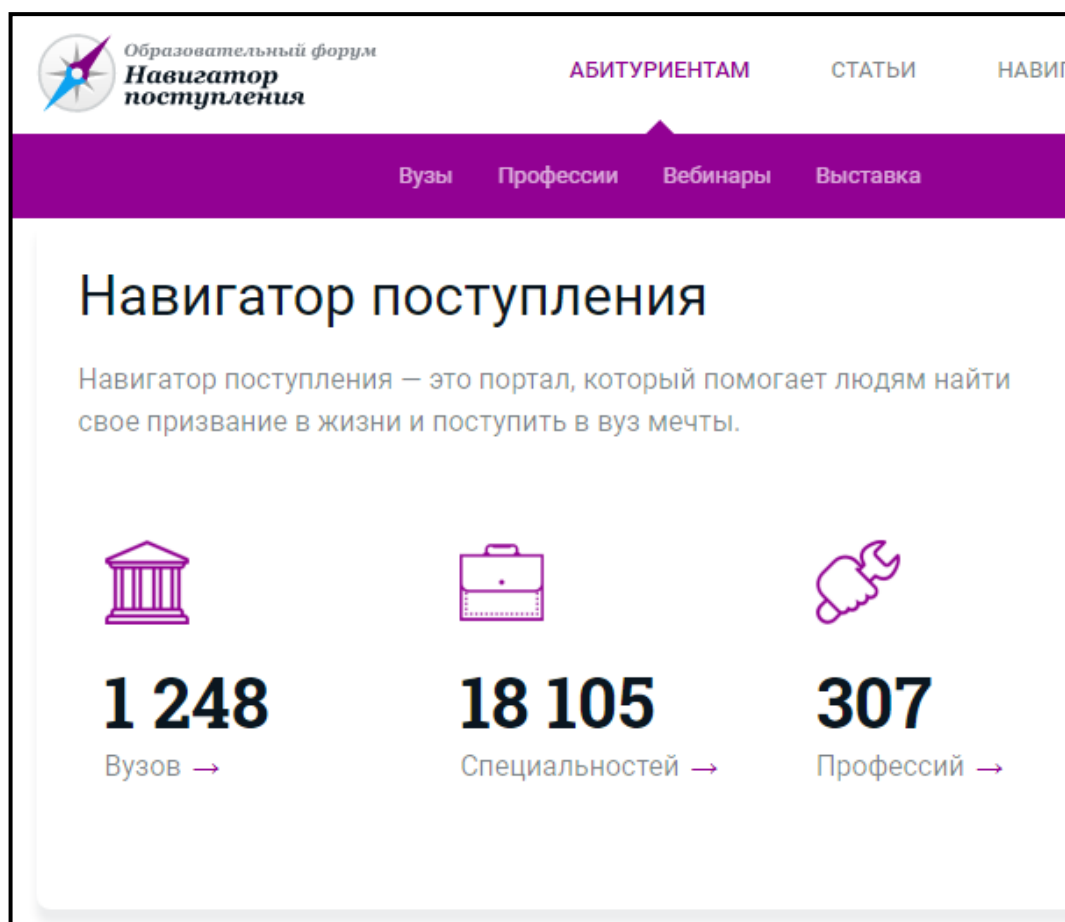 Образовательный форум
Навигатор
поступления
АБИТУРИЕНТАМ СТАТЬИ НАВИГ
Вузы Профессии Вебинары Выставка
Навигатор поступления
Навигатор поступления — это портал, который помогает людям найти
свое призвание в жизни и поступить в вуз мечты.
1 248 18 105 307
Вузов → Специальностей → Профессий →